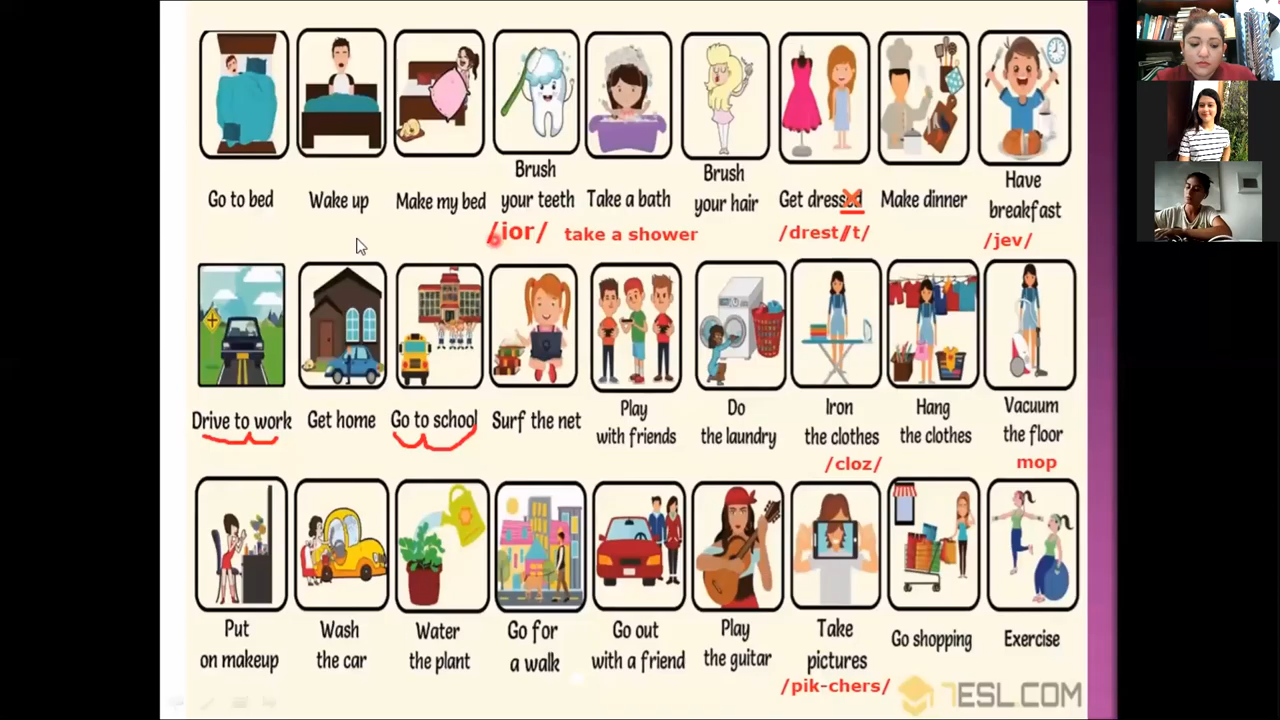 Go to bed
Wake up
Make my bed
Brush
your teeth
Take a bath
Brush
your hair
Get dressed
Make dinner
Have
breakfast
/ior/
take a shower
/drest//t/
/jev/
Drive to work
Get home
Go to school
Surf the net
Play
with friends
Do
the laundry
Iron
the clothes
Hang
the clothes
Vacuum
the floor
/cloz/
mop
Put
on makeup
Wash
the car
Water
the plant
Go for
a walk
Go out
with a friend
Play
the guitar
Take
pictures
Go shopping
Exercise
/pik-chers/
7ESL.COM